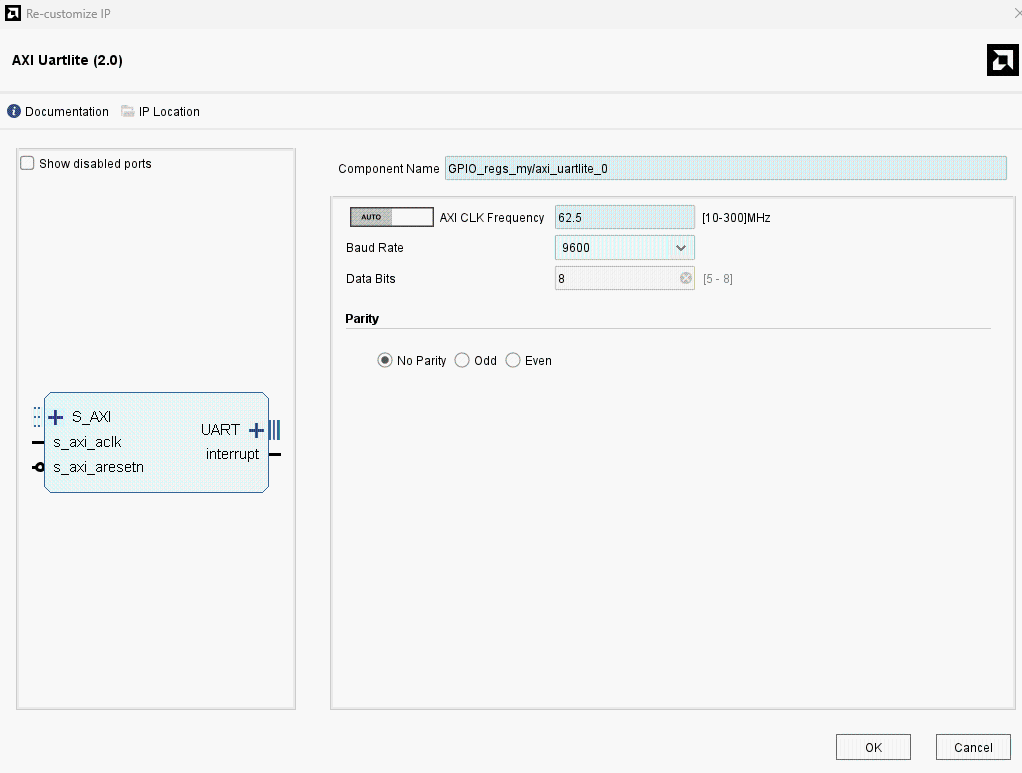 Re-customize IP
AXI Uartlite (2.0)
Documentation IP Location
Show disabled ports
Component Name GPIO_regs_my/axi_uartlite_0
AUTO AXI CLK Frequency 62.5 [10-300]MHz
Baud Rate 9600
Data Bits 8 [5 - 8]
Parity
No Parity Odd Even
S_AXI
s_axi_aclk
s_axi_aresetn
UART
interrupt
OK Cancel